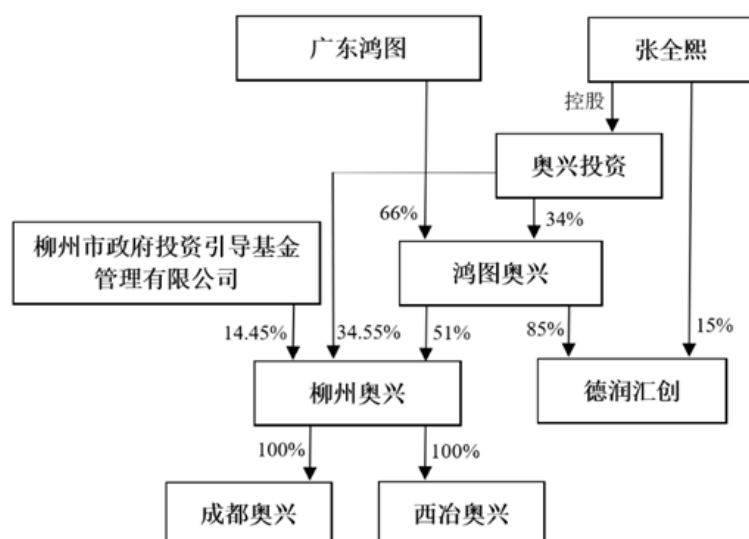 广东鸿图
张全熙
控股
奥兴投资
66%
34%
柳州市政府投资引导基金
管理有限公司
鸿图奥兴
14.45%
34.55%
51%
85%
15%
柳州奥兴
德润汇创
100%
100%
成都奥兴
西冶奥兴